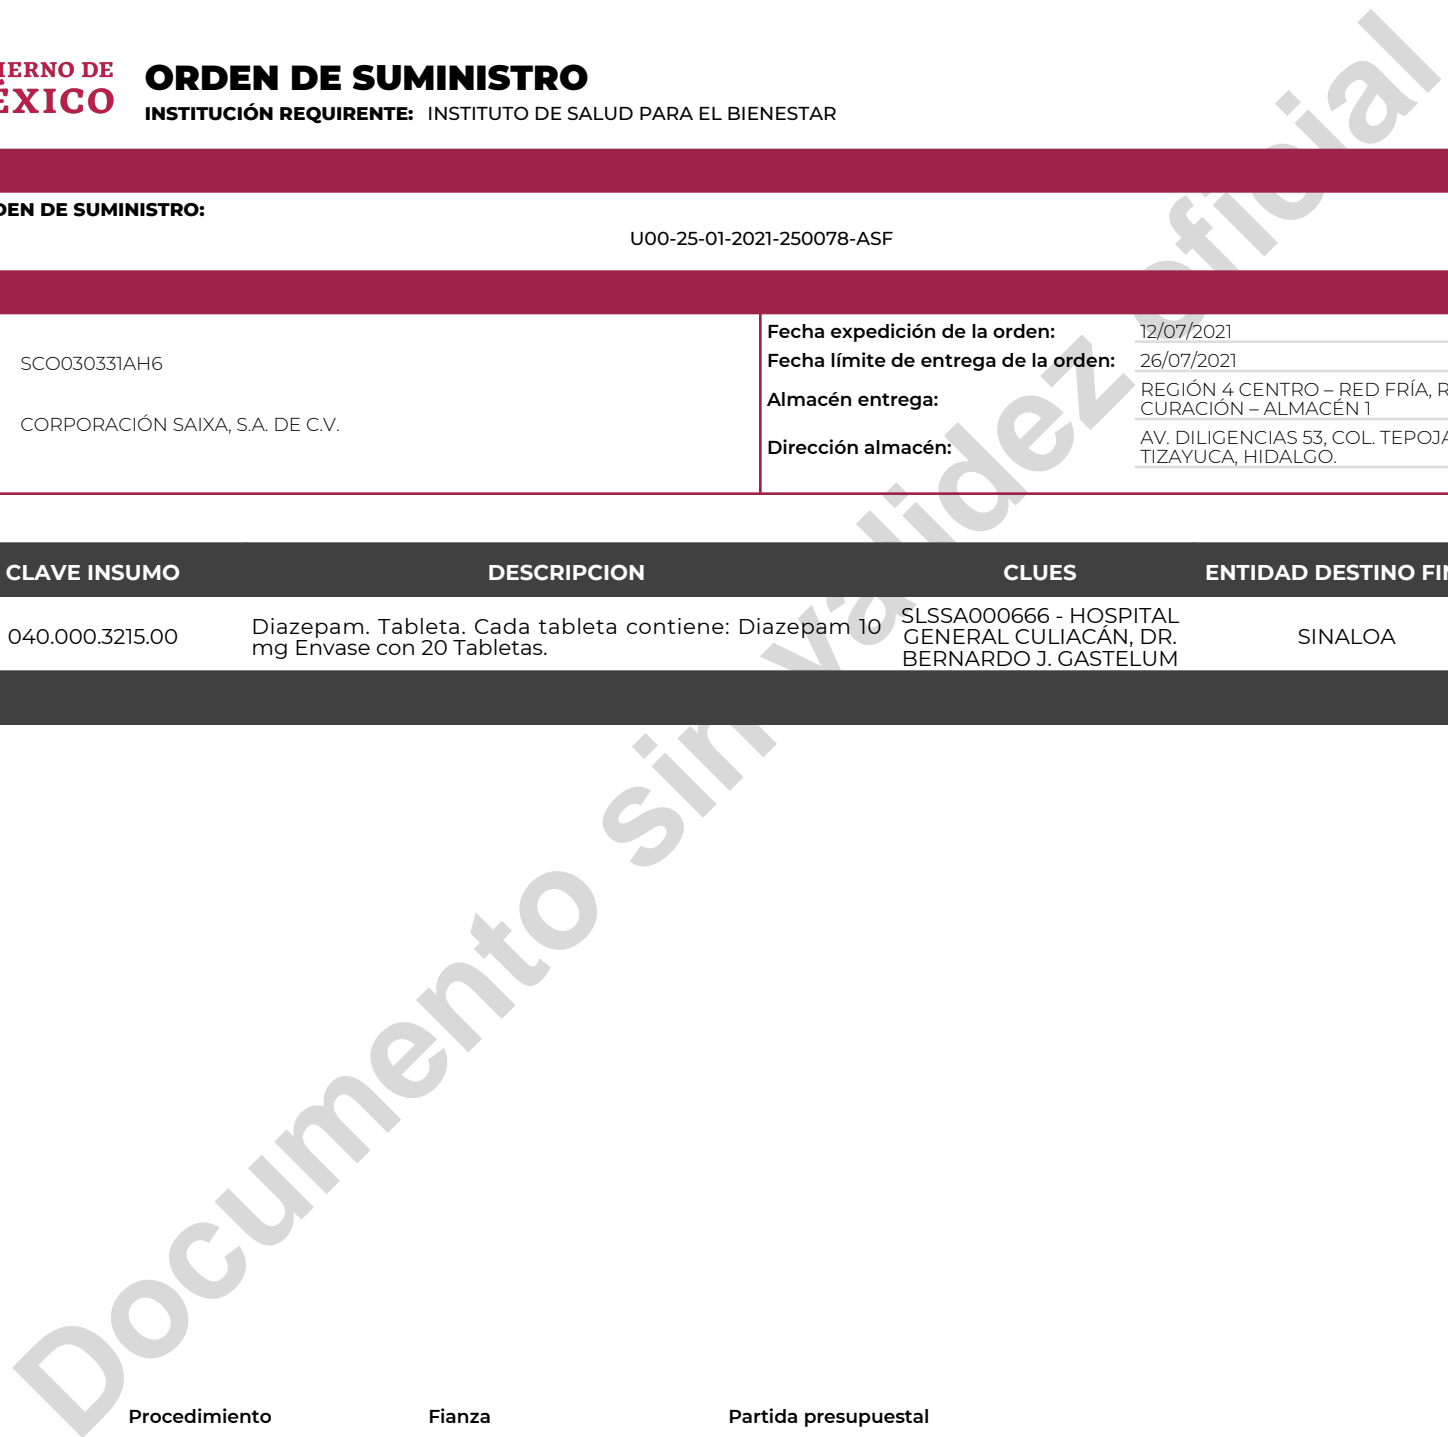 IERNO DE
ÉXICO
ORDEN DE SUMINISTRO
INSTITUCIÓN REQUIRENTE: INSTITUTO DE SALUD PARA EL BIENESTAR
DEN DE SUMINISTRO:
U00-25-01-2021-250078-ASF
SCO030331AH6
CORPORACIÓN SAIXA, S.A. DE C.V.
Fecha expedición de la orden: 12/07/2021
Fecha límite de entrega de la orden: 26/07/2021
Almacén entrega: REGIÓN 4 CENTRO – RED FRÍA, R
CURACIÓN – ALMACÉN 1
Dirección almacén: AV. DILIGENCIAS 53, COL. TEPOJA
TIZAYUCA, HIDALGO.
CLAVE INSUMO DESCRIPCION CLUES ENTIDAD DESTINO FIN
040.000.3215.00
Diazepam. Tableta. Cada tableta contiene: Diazepam 10
mg Envase con 20 Tabletas.
SLSSA000666 - HOSPITAL
GENERAL CULIACÁN, DR.
BERNARDO J. GASTELUM
SINALOA
Documento sin validez oficial
Procedimiento Fianza Partida presupuestal